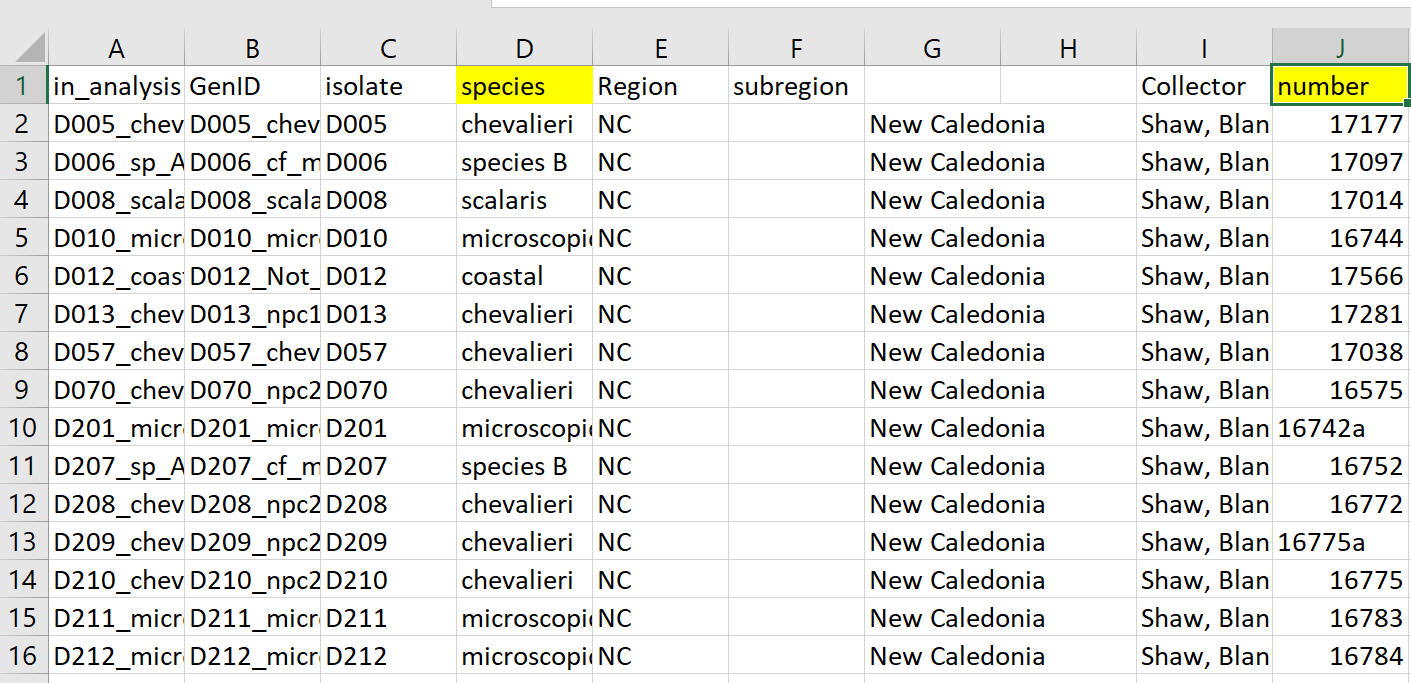 A B C D E F G H I J
1 in_analysis GenID isolate species Region subregion Collector number
2 D005_chev D005_chev D005 chevalieri NC New Caledonia Shaw, Blan 17177
3 D006_sp_A D006_cf_m D006 species B NC New Caledonia Shaw, Blan 17097
4 D008_scala D008_scala D008 scalaris NC New Caledonia Shaw, Blan 17014
5 D010_micr D010_micr D010 microscopic NC New Caledonia Shaw, Blan 16744
6 D012_coas D012_Not_ D012 coastal NC New Caledonia Shaw, Blan 17566
7 D013_chev D013_npc1 D013 chevalieri NC New Caledonia Shaw, Blan 17281
8 D057_chev D057_chev D057 chevalieri NC New Caledonia Shaw, Blan 17038
9 D070_chev D070_npc2 D070 chevalieri NC New Caledonia Shaw, Blan 16575
10 D201_micr D201_micr D201 microscopic NC New Caledonia Shaw, Blan 16742a
11 D207_sp_A D207_cf_m D207 species B NC New Caledonia Shaw, Blan 16752
12 D208_chev D208_npc2 D208 chevalieri NC New Caledonia Shaw, Blan 16772
13 D209_chev D209_npc2 D209 chevalieri NC New Caledonia Shaw, Blan 16775a
14 D210_chev D210_npc2 D210 chevalieri NC New Caledonia Shaw, Blan 16775
15 D211_micr D211_micr D211 microscopic NC New Caledonia Shaw, Blan 16783
16 D212_micr D212_micr D212 microscopic NC New Caledonia Shaw, Blan 16784